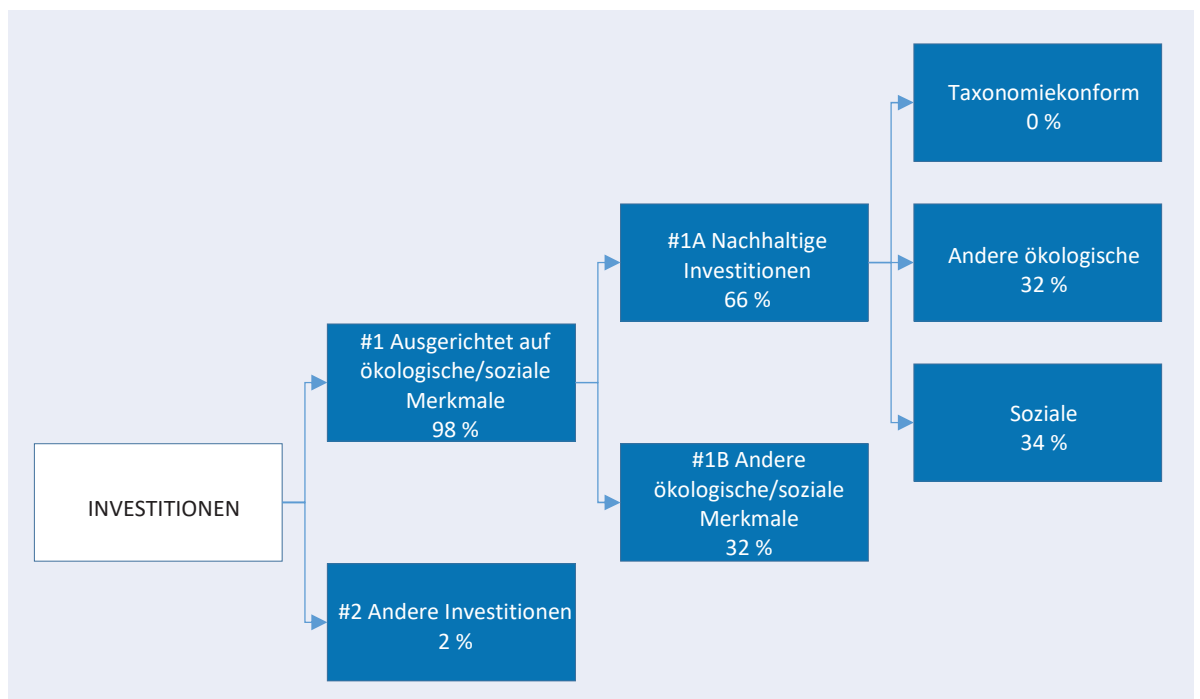 INVESTITIONEN
#1 Ausgerichtet auf
ökologische/soziale
Merkmale
98 %
#2 Andere Investitionen
2 %
#1A Nachhaltige
Investitionen
66 %
#1B Andere
ökologische/soziale
Merkmale
32 %
Taxonomiekonform
0 %
Andere ökologische
32 %
Soziale
34 %